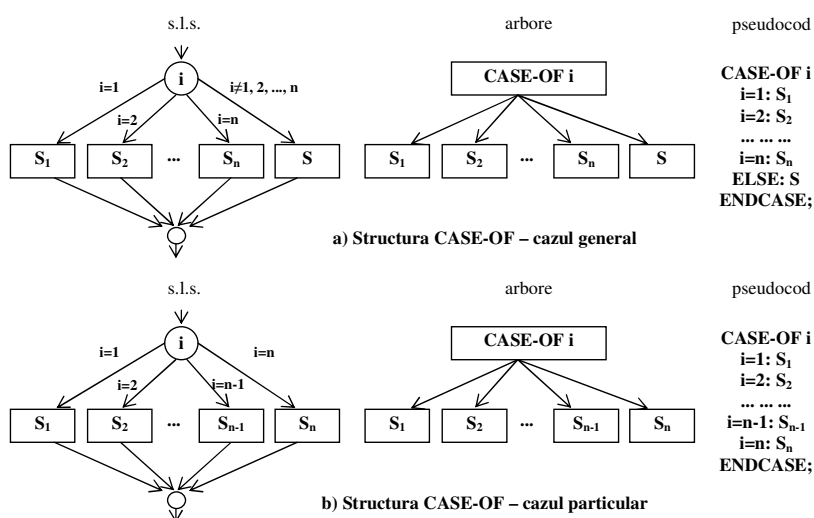 s.l.s. arbore pseudocod
i CASE-OF i CASE-OF i
i=1 i≠1, 2, ..., n i=1: S1
i=2 i=n i=2: S2
... ... ...
S1 S2 ... Sn S S1 S2 ... Sn S i=n: Sn
ELSE: S
ENDCASE;
a) Structura CASE-OF – cazul general
s.l.s. arbore pseudocod
i CASE-OF i CASE-OF i
i=1 i=n i=1: S1
i=2 i=n-1 i=2: S2
... ... ...
S1 S2 ... Sn-1 Sn S1 S2 ... Sn-1 Sn i=n-1: Sn-1
i=n: Sn
ENDCASE;
b) Structura CASE-OF – cazul particular